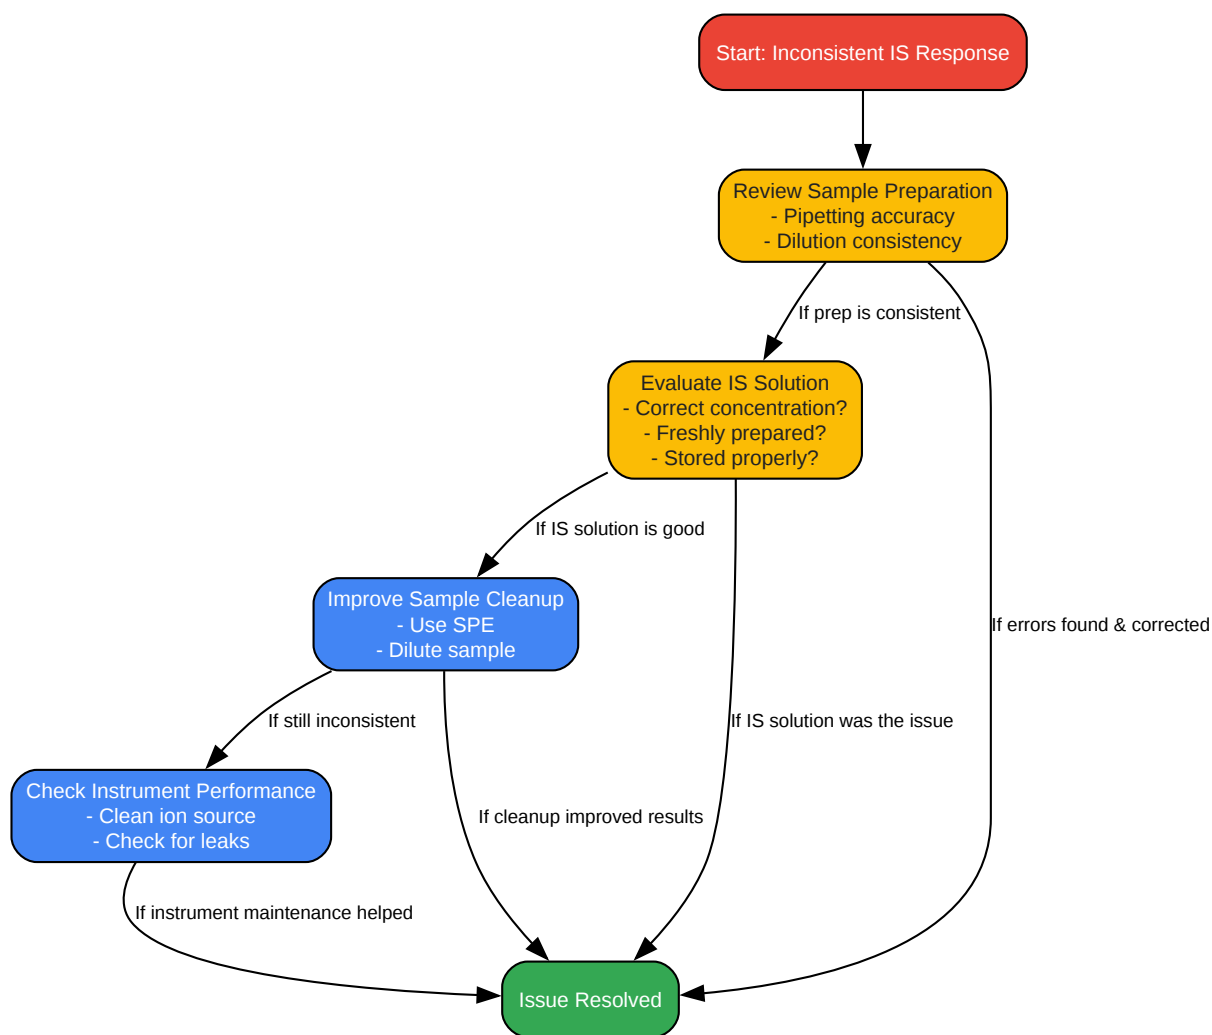 Start: Inconsistent IS Response
Review Sample Preparation
- Pipetting accuracy
- Dilution consistency
If prep is consistent
Evaluate IS Solution
- Correct concentration?
- Freshly prepared?
- Stored properly?
If IS solution is good
Improve Sample Cleanup
- Use SPE
- Dilute sample
If errors found & corrected
If still inconsistent
If IS solution was the issue
Check Instrument Performance
- Clean ion source
- Check for leaks
If cleanup improved results
If instrument maintenance helped
Issue Resolved